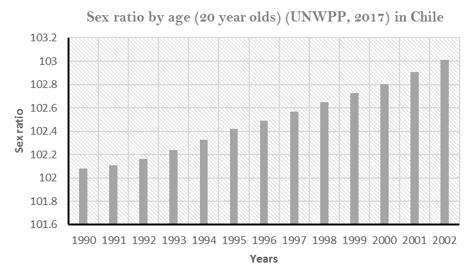 Sex ratio by age (20 year olds) (UNWPP, 2017) in Chile
103.2
103
102.8
102.6
102.4
102.2
102
101.8
101.6
Sex ratio
1990 1991 1992 1993 1994 1995 1996 1997 1998 1999 2000 2001 2002
Years